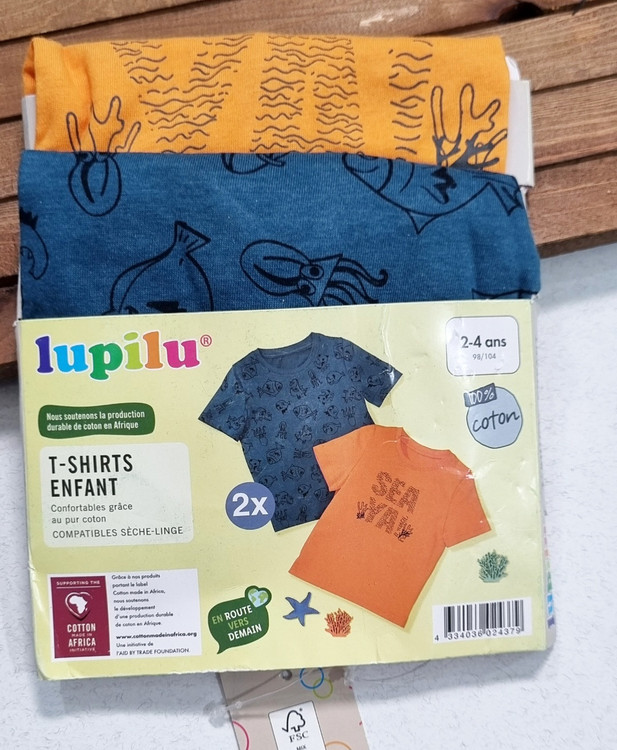 lupilu®
2-4 ans
98/104
100%
coton
Nous soutenons la production
durable de coton en Afrique
T-SHIRTS
ENFANT
Confortables grâce
au pur coton
COMPATIBLES SÈCHE-LINGE
2x
SEA
YA!
SUPPORTING THE
COTTON
MADE IN
AFRICA
INITIATIVE
Grâce à nos produits
portant le label
Cotton made in Africa,
nous soutenons
le développement
d'une production durable
de coton en Afrique.
www.cottonmadeinafrica.org
Une initiative de
l'AID BY TRADE FOUNDATION.
EN ROUTE
VERS
DEMAIN
4 334036 024379
FSC
MIX